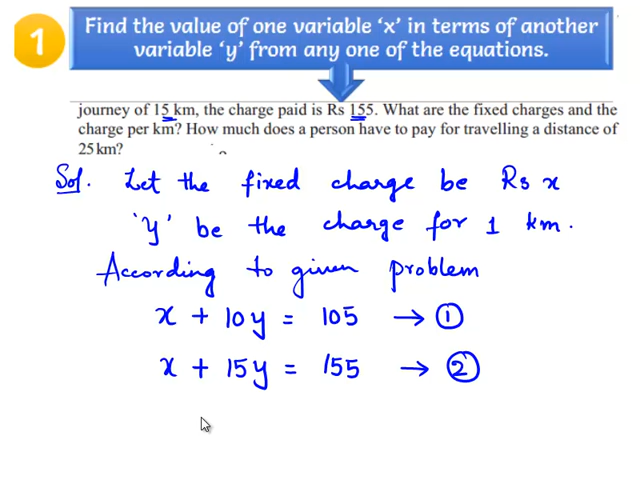 1
Find the value of one variable ‘x’ in terms of another
variable ‘y’ from any one of the equations.
journey of 15 km, the charge paid is Rs 155. What are the fixed charges and the
charge per km? How much does a person have to pay for travelling a distance of
25 km?
Sol. Let the fixed charge be Rs x
'y' be the charge for 1 km.
According to given problem
x + 10y = 105 → ①
x + 15y = 155 → ②